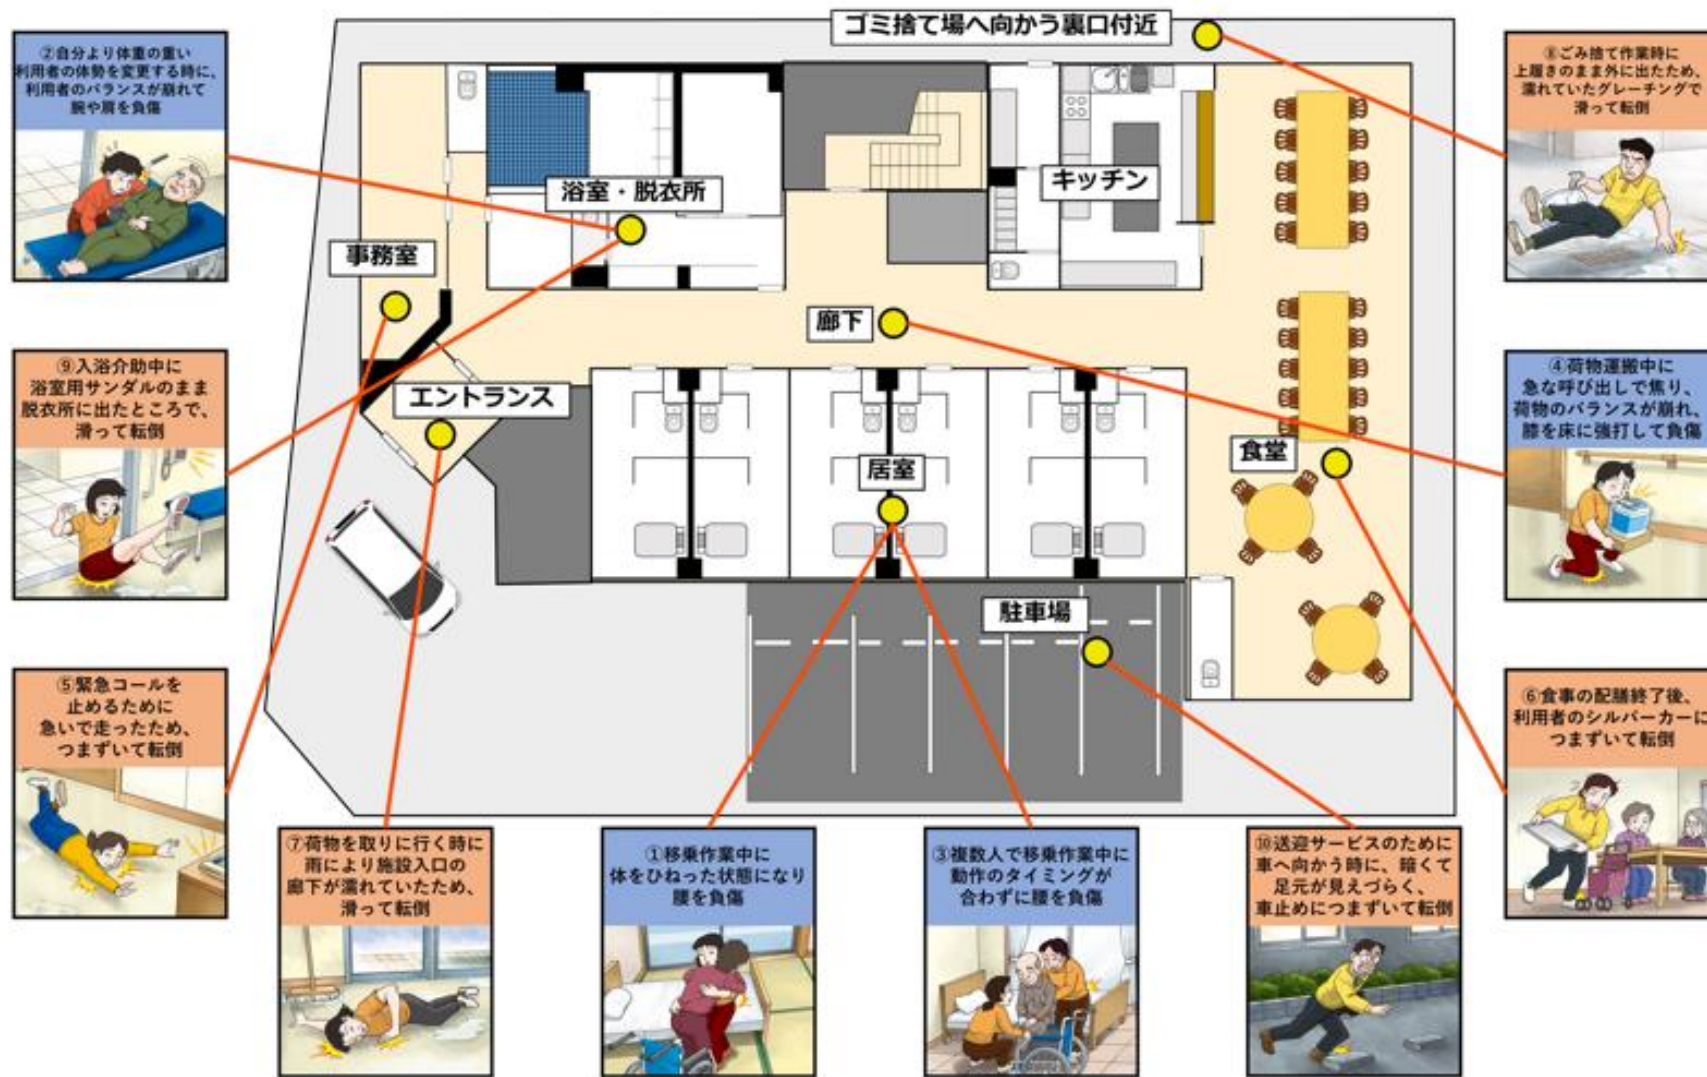 ゴミ捨て場へ向かう裏口付近
②自分より体重の重い
利用者の体勢を変更する時に、
利用者のバランスが崩れて
腕や肩を負傷
⑧ごみ捨て作業時に
上履きのまま外に出たため、
濡れていたグレーチングで
滑って転倒
浴室・脱衣所
キッチン
事務室
廊下
⑨入浴介助中に
浴室用サンダルのまま
脱衣所に出たところで、
滑って転倒
エントランス
④荷物運搬中に
急な呼び出しで焦り、
荷物のバランスが崩れ、
膝を床に強打して負傷
食堂
居室
駐車場
⑤緊急コールを
止めるために
急いで走ったため、
つまずいて転倒
⑥食事の配膳終了後、
利用者のシルバーカーに
つまずいて転倒
⑦荷物を取りに行く時に
雨により施設入口の
廊下が濡れていたため、
滑って転倒
①移乗作業中に
体をひねった状態になり
腰を負傷
③複数人で移乗作業中に
動作のタイミングが
合わずに腰を負傷
⑩送迎サービスのために
車へ向かう時に、暗くて
足元が見えづらく、
車止めにつまずいて転倒